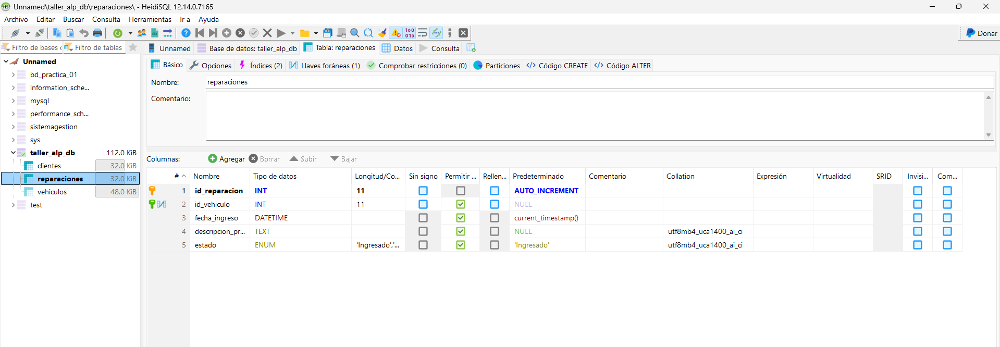 Unnamed\taller_alp_db\reparaciones\ - HeidiSQL 12.14.0.7165
Archivo Editar Buscar Consulta Herramientas Ir a Ayuda
Donar
Filtro de bases Filtro de tablas
Unnamed Base de datos: taller_alp_db Tabla: reparaciones Datos Consulta
Unnamed
bd_practica_01
information_sche...
mysql
performance_sch...
sistemagestion
sys
taller_alp_db 112.0 KiB
clientes 32.0 KiB
reparaciones 32.0 KiB
vehiculos 48.0 KiB
test
Básico Opciones Índices (2) Llaves foráneas (1) Comprobar restricciones (0) Particiones Código CREATE Código ALTER
Nombre: reparaciones
Comentario:
Columnas: Agregar Borrar Subir Bajar
# Nombre Tipo de datos Longitud/Co... Sin signo Permitir ... Rellen... Predeterminado Comentario Collation Expresión Virtualidad SRID Invisi... Com...
1 id_reparacion INT 11 AUTO_INCREMENT
2 id_vehiculo INT 11 NULL
3 fecha_ingreso DATETIME current_timestamp()
4 descripcion_pr... TEXT NULL utf8mb4_uca1400_ai_ci
5 estado ENUM 'Ingresado','... 'Ingresado' utf8mb4_uca1400_ai_ci